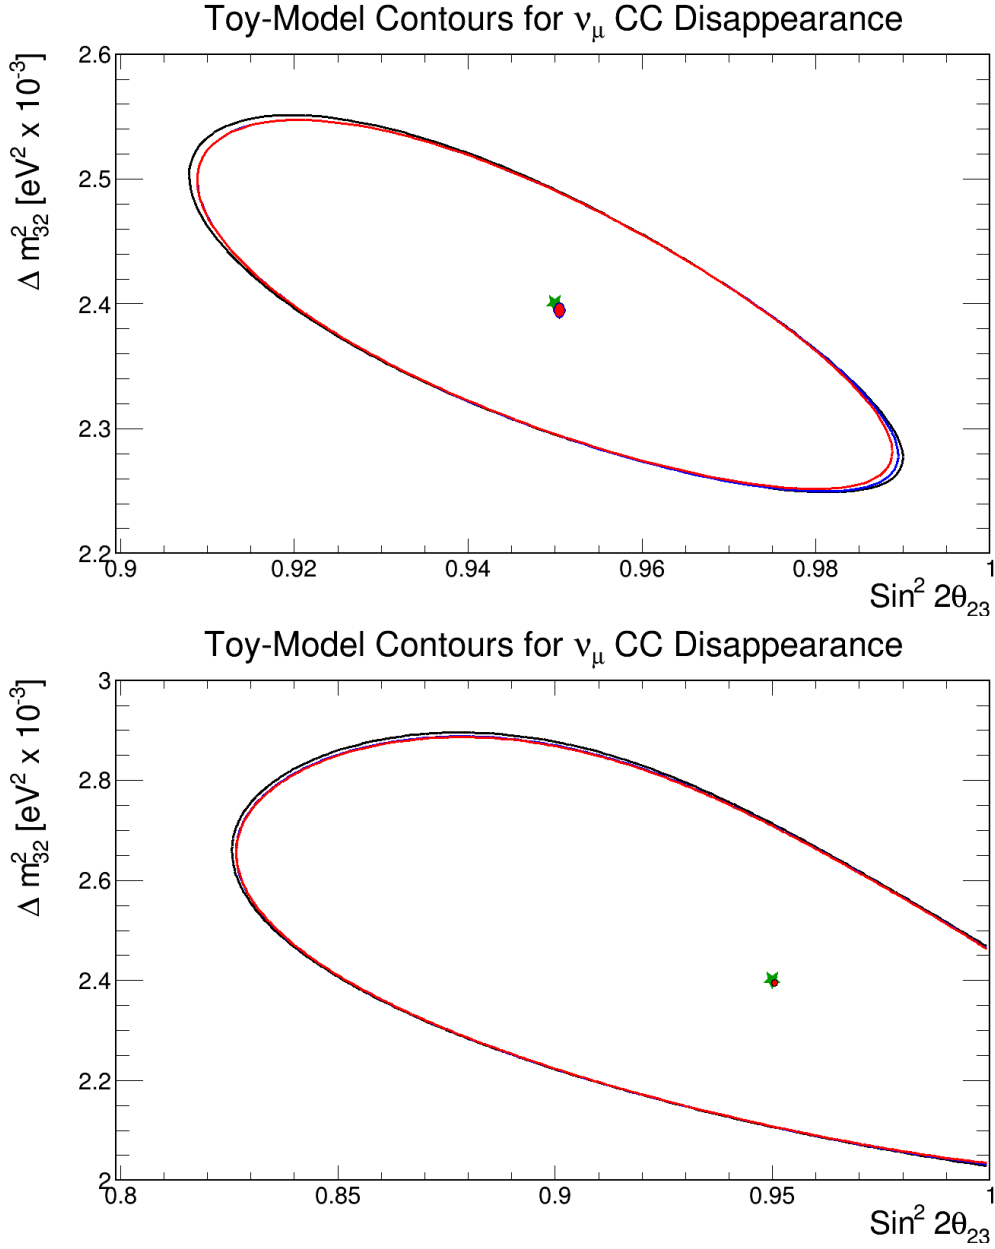 Toy-Model Contours for νμ CC Disappearance
Δ m²₃₂ [eV² x 10⁻³]
2.6
2.5
2.4
2.3
2.2
0.9 0.92 0.94 0.96 0.98 1
Sin² 2θ₂₃
Toy-Model Contours for νμ CC Disappearance
Δ m²₃₂ [eV² x 10⁻³]
3
2.8
2.6
2.4
2.2
2
0.8 0.85 0.9 0.95 1
Sin² 2θ₂₃